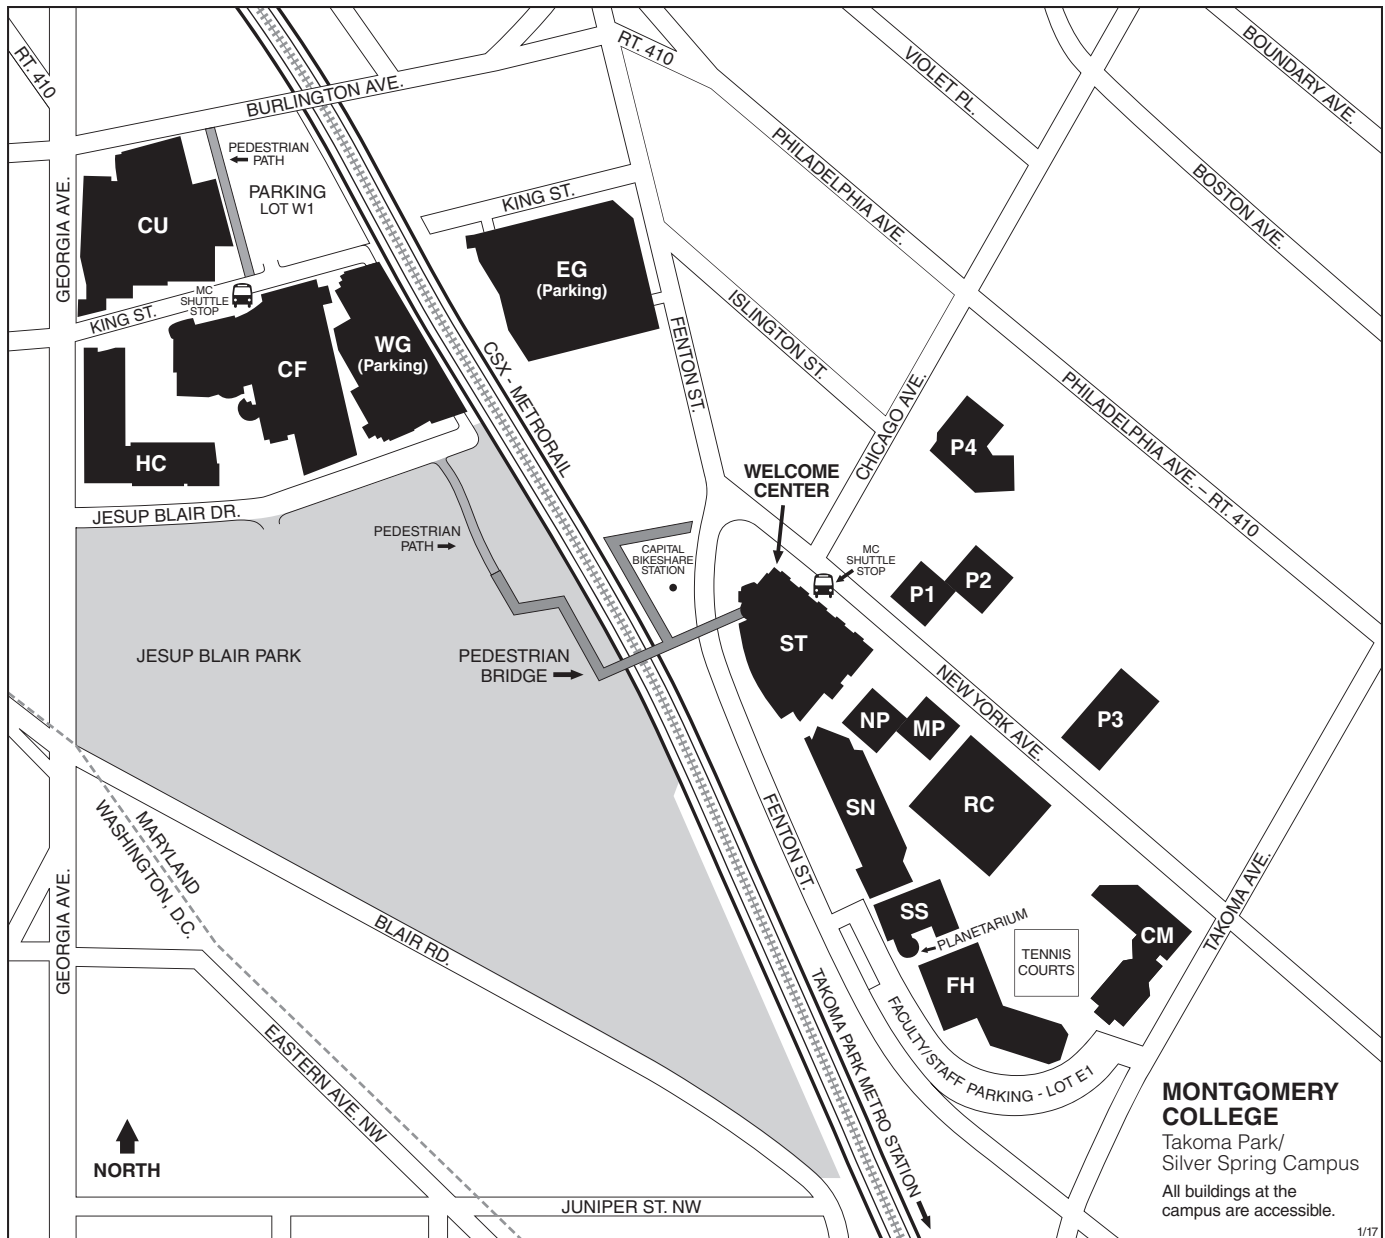 RT. 410
BURLINGTON AVE.
RT. 410
VIOLET PL.
BOUNDARY AVE.
PEDESTRIAN
PATH
PARKING
LOT W1
PHILADELPHIA AVE.
BOSTON AVE.
GEORGIA AVE.
CU
KING ST.
EG
(Parking)
MC
SHUTTLE
STOP
KING ST.
ISLINGTON ST.
FENTON ST.
WG
(Parking)
CF
CSX - METRORAIL
CHICAGO AVE.
PHILADELPHIA AVE. – RT. 410
P4
HC
WELCOME
CENTER
JESUP BLAIR DR.
PEDESTRIAN
PATH
CAPITAL
BIKESHARE
STATION
MC
SHUTTLE
STOP
P1
P2
JESUP BLAIR PARK
PEDESTRIAN
BRIDGE
ST
NEW YORK AVE.
NP
MP
P3
SN
RC
FENTON ST.
MARYLAND
WASHINGTON, D.C.
GEORGIA AVE.
BLAIR RD.
SS
PLANETARIUM
TENNIS
COURTS
CM
TAKOMA AVE.
FH
TAKOMA PARK METRO STATION
FACULTY/STAFF PARKING - LOT E1
EASTERN AVE. NW
NORTH
JUNIPER ST. NW
MONTGOMERY
COLLEGE
Takoma Park/
Silver Spring Campus
All buildings at the
campus are accessible.
1/17